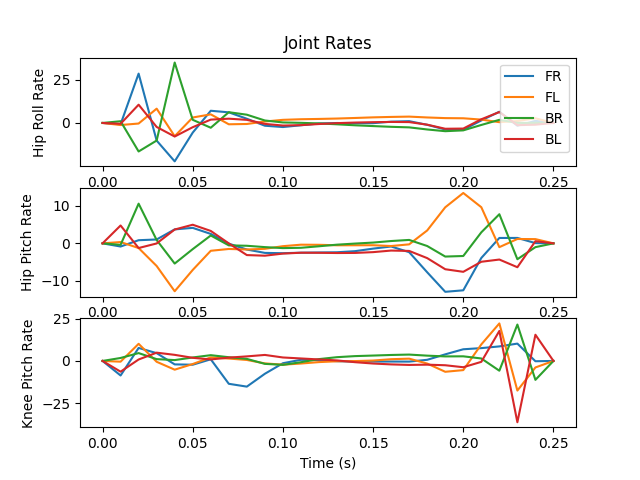 Joint Rates
Hip Roll Rate
25
0
FR
FL
BR
BL
0.00 0.05 0.10 0.15 0.20 0.25
Hip Pitch Rate
10
0
−10
0.00 0.05 0.10 0.15 0.20 0.25
Knee Pitch Rate
25
0
−25
0.00 0.05 0.10 0.15 0.20 0.25
Time (s)